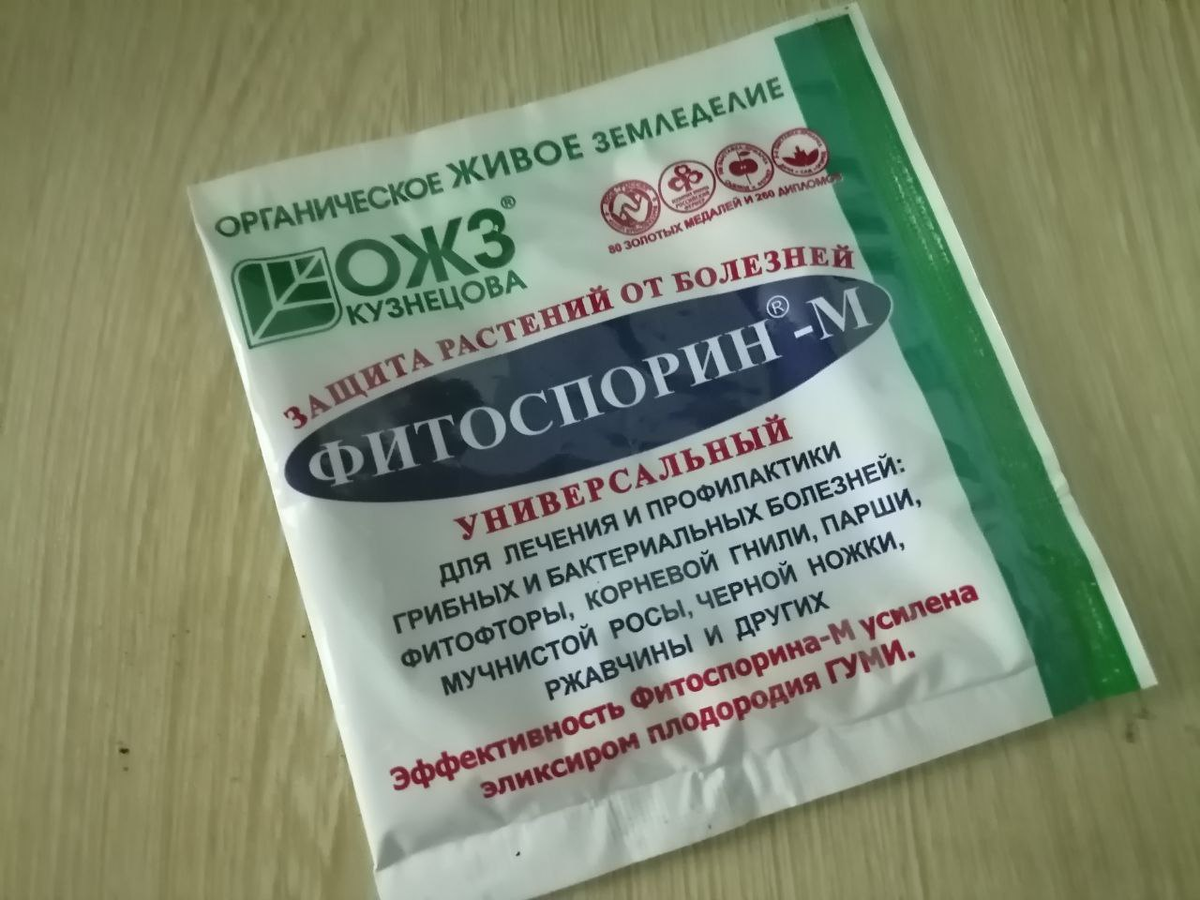 ОРГАНИЧЕСКОЕ ЖИВОЕ ЗЕМЛЕДЕЛИЕ
ОЖЗ®
КУЗНЕЦОВА
80 ЗОЛОТЫХ МЕДАЛЕЙ И 260 ДИПЛОМОВ
ЗАЩИТА РАСТЕНИЙ ОТ БОЛЕЗНЕЙ
ФИТОСПОРИН®-М
УНИВЕРСАЛЬНЫЙ
ДЛЯ ЛЕЧЕНИЯ И ПРОФИЛАКТИКИ
ГРИБНЫХ И БАКТЕРИАЛЬНЫХ БОЛЕЗНЕЙ:
ФИТОФТОРЫ, КОРНЕВОЙ ГНИЛИ, ПАРШИ,
МУЧНИСТОЙ РОСЫ, ЧЕРНОЙ НОЖКИ,
РЖАВЧИНЫ И ДРУГИХ
Эффективность Фитоспорина-М усилена
эликсиром плодородия ГУМИ.